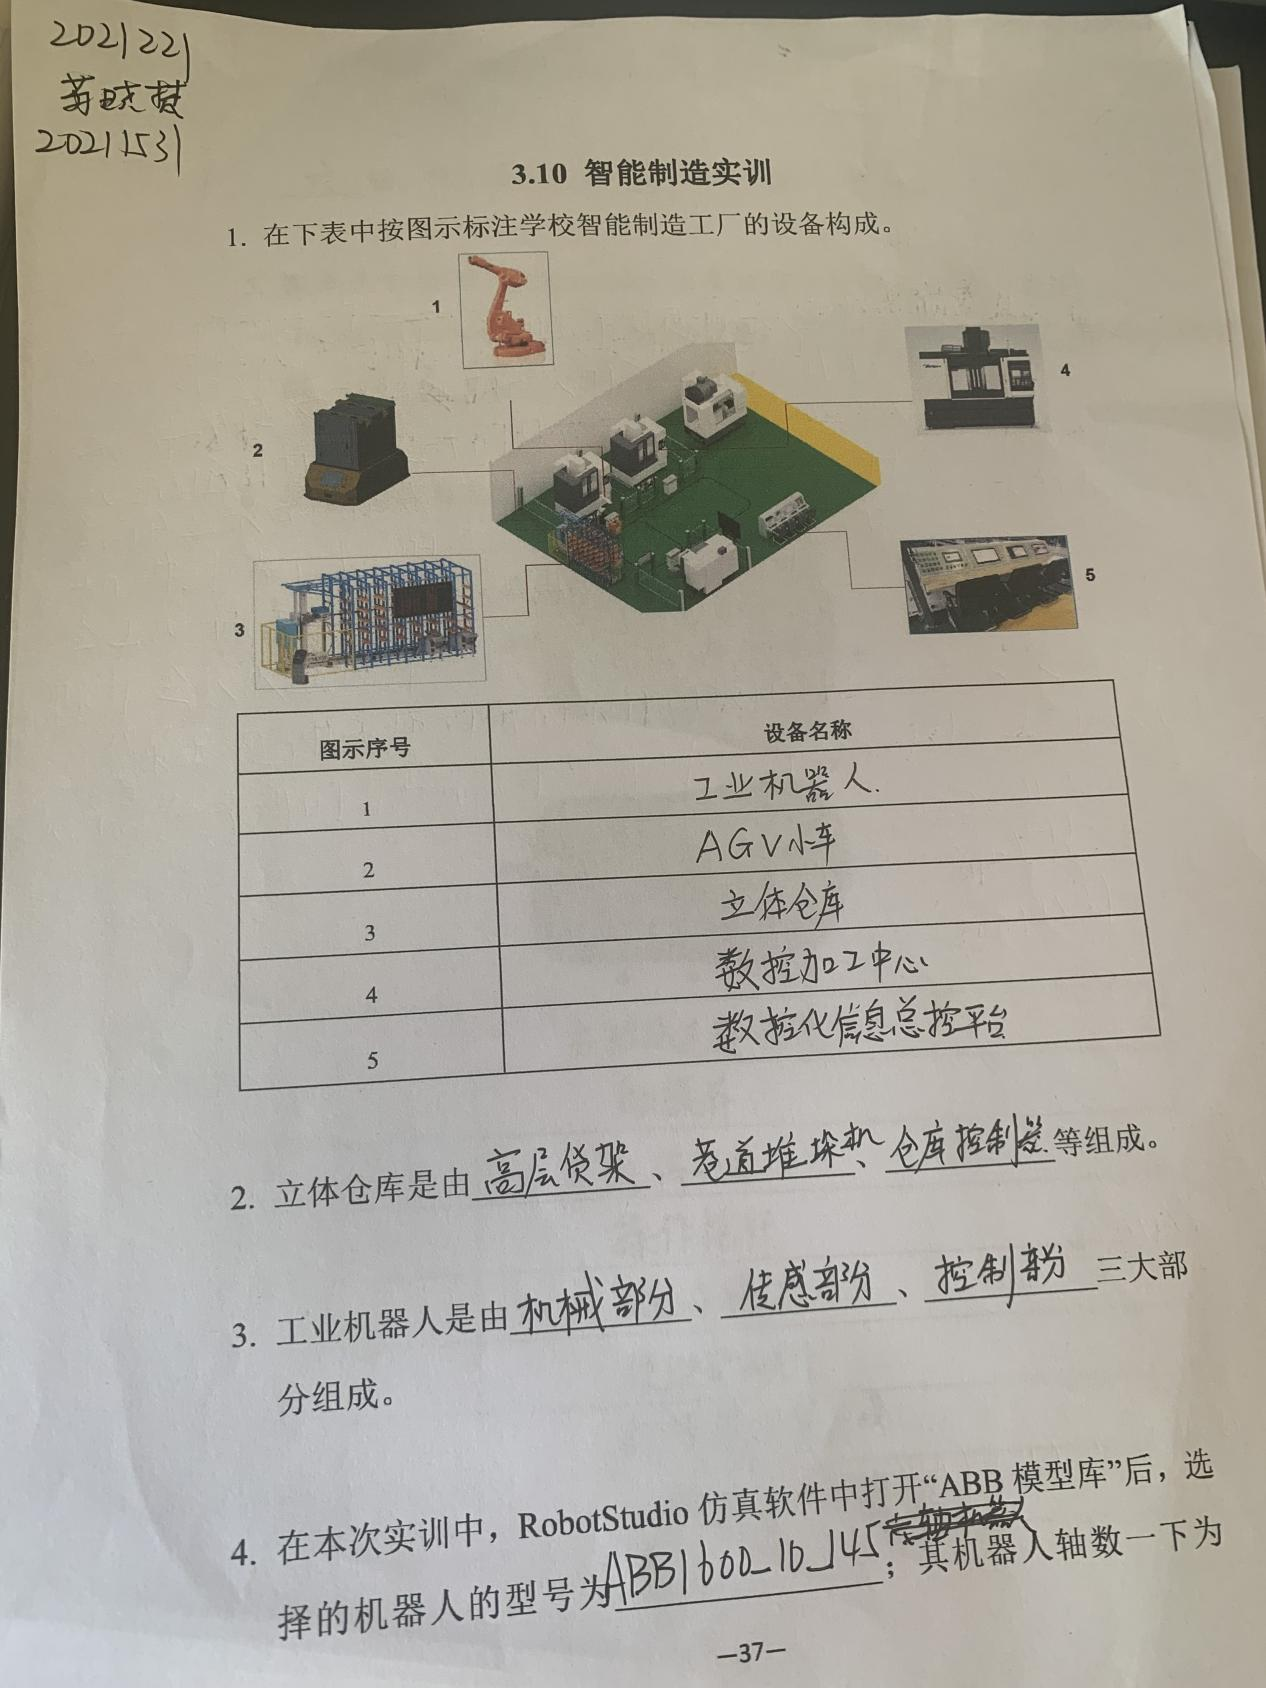 2021221
苏晓梦
20211531
3.10 智能制造实训
1. 在下表中按图示标注学校智能制造工厂的设备构成。
1
4
2
5
3
图示序号 设备名称
1 工业机器人.
2 AGV小车
3 立体仓库
4 数控加工中心
5 数控化信息总控平台
2. 立体仓库是由高层货架、巷道堆垛机、仓库控制器等组成。
3. 工业机器人是由机械部分、传感部分、控制部分三大部
分组成。
4. 在本次实训中，RobotStudio 仿真软件中打开“ABB 模型库”后，选
择的机器人的型号为ABB1600_10_145；其机器人轴数一下为
—37—